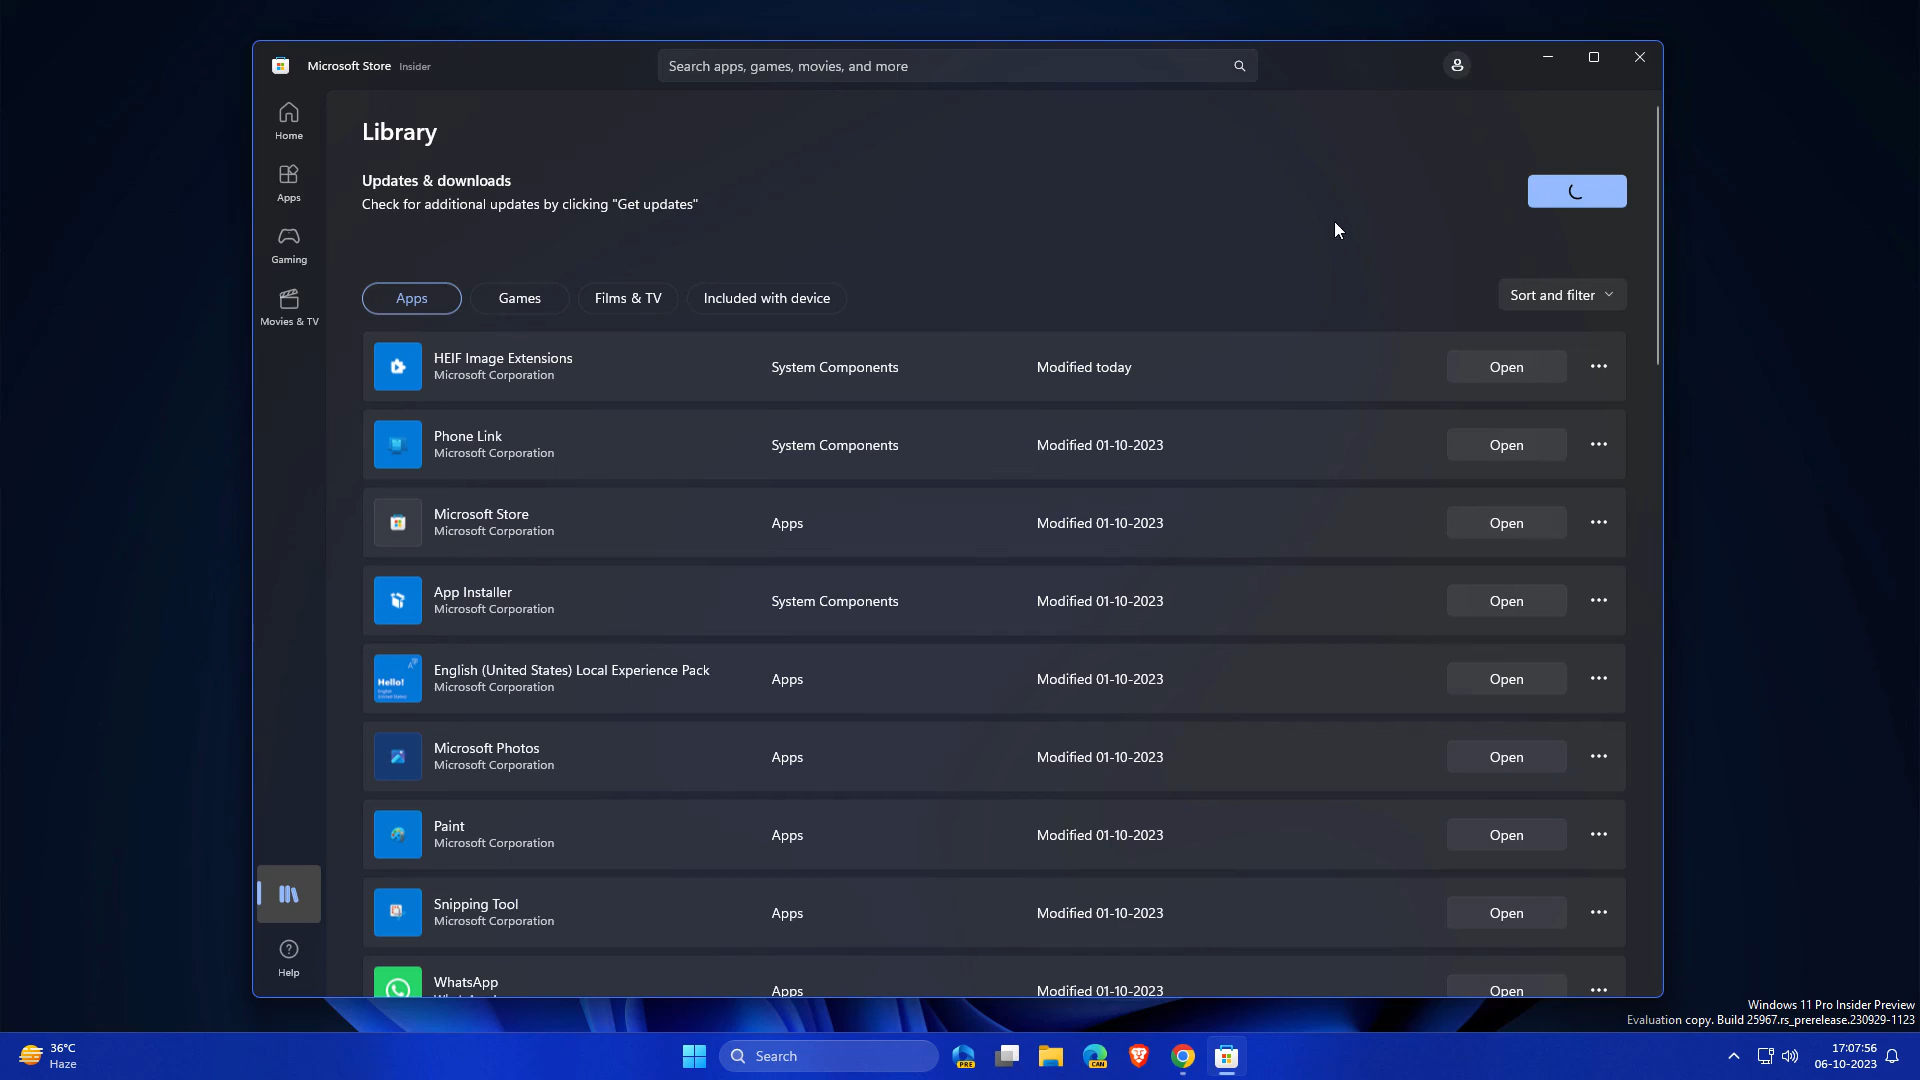 Microsoft Store Insider
Search apps, games, movies, and more
Home
Apps
Gaming
Movies & TV
Help
Library
Updates & downloads
Check for additional updates by clicking "Get updates"
Apps Games Films & TV Included with device Sort and filter
HEIF Image Extensions
Microsoft Corporation
System Components Modified today Open
Phone Link
Microsoft Corporation
System Components Modified 01-10-2023 Open
Microsoft Store
Microsoft Corporation
Apps Modified 01-10-2023 Open
App Installer
Microsoft Corporation
System Components Modified 01-10-2023 Open
Hello!
English (United States) Local Experience Pack
Microsoft Corporation
Apps Modified 01-10-2023 Open
Microsoft Photos
Microsoft Corporation
Apps Modified 01-10-2023 Open
Paint
Microsoft Corporation
Apps Modified 01-10-2023 Open
Snipping Tool
Microsoft Corporation
Apps Modified 01-10-2023 Open
WhatsApp
Apps Modified 01-10-2023 Open
Windows 11 Pro Insider Preview
Evaluation copy. Build 25967.rs_prerelease.230929-1123
36°C
Haze
Search
PRE
CAN
17:07:56
06-10-2023